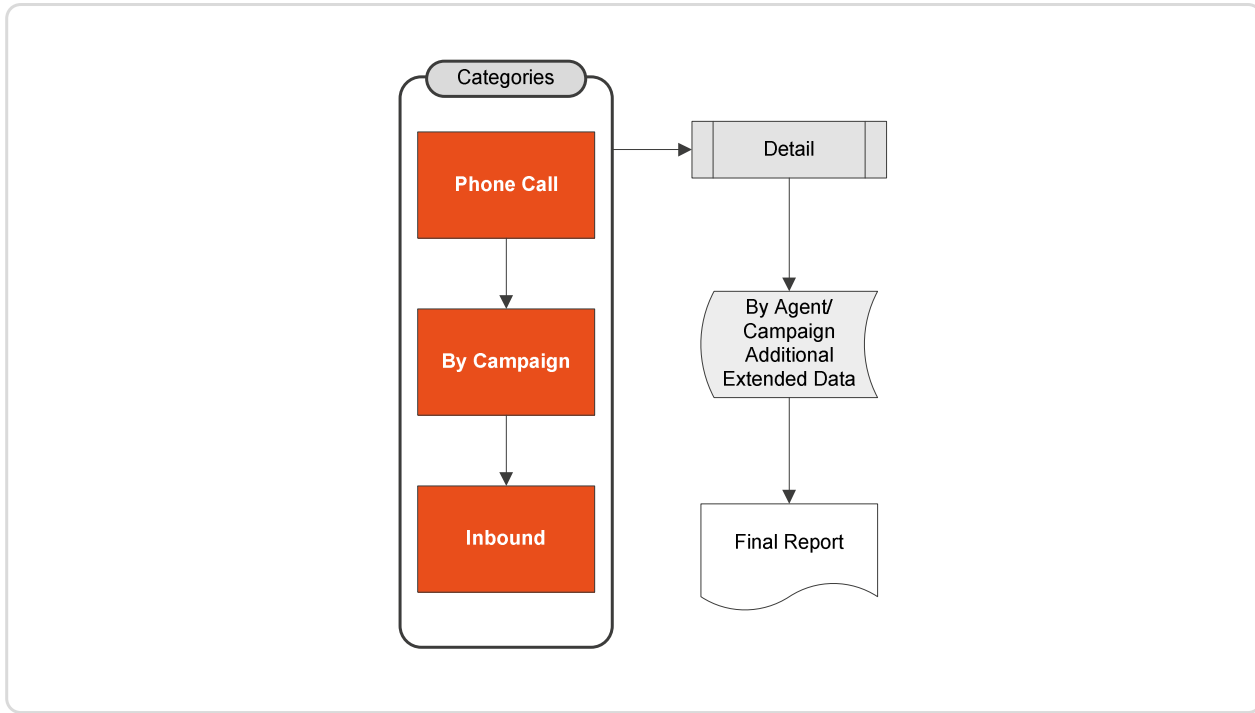 Categories
Phone Call
By Campaign
Inbound
Detail
By Agent/
Campaign
Additional
Extended Data
Final Report